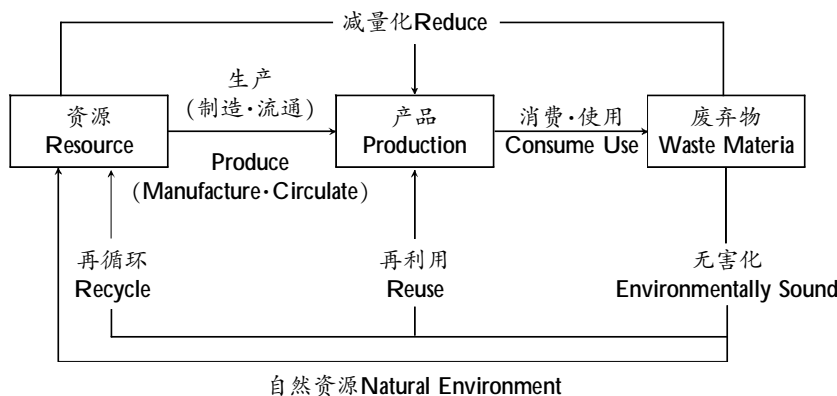 减量化Reduce
生产
(制造·流通)
资源
Resource
产品
Production
消费·使用
Consume Use
废弃物
Waste Materia
Produce
(Manufacture·Circulate)
再循环
Recycle
再利用
Reuse
无害化
Environmentally Sound
自然资源Natural Environment